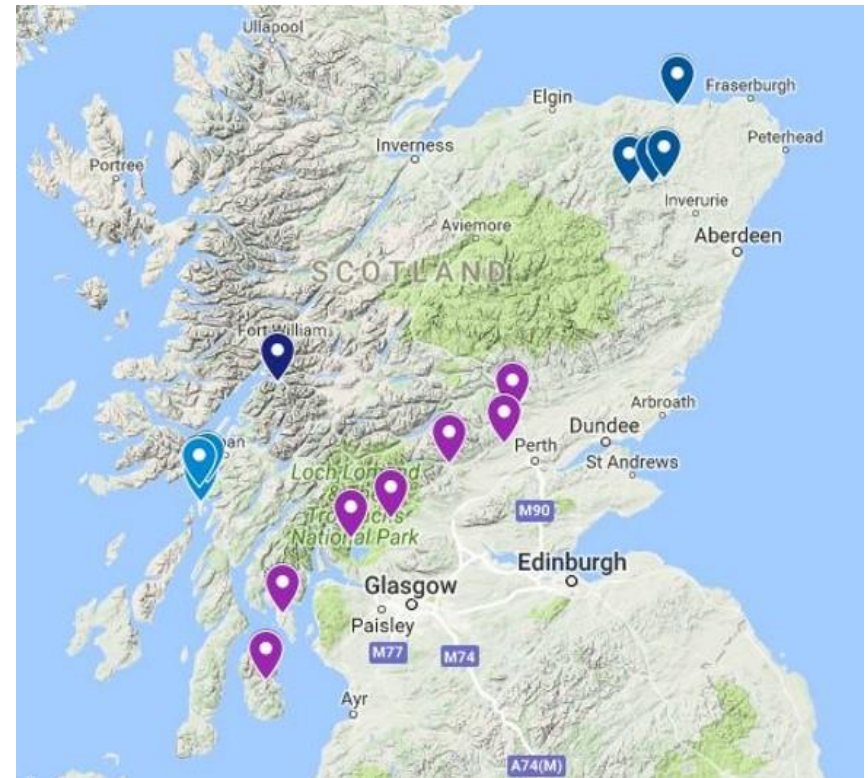 Ullapool
Elgin
Fraserburgh
Portree
Inverness
Peterhead
Inverurie
Aviemore
Aberdeen
SCOTLAND
Fort William
Arbroath
Dundee
Perth
St Andrews
Loch Lomond
National Park
M90
Edinburgh
Glasgow
Paisley
M77
M74
Ayr
A74(M)